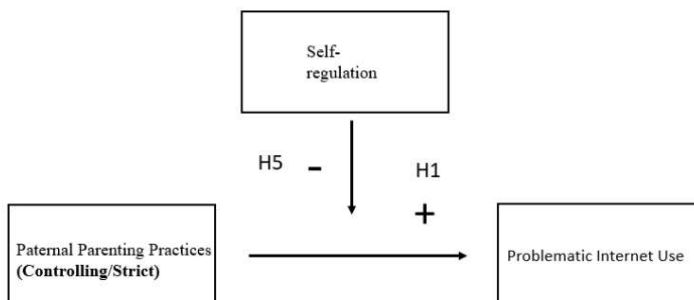 Self-
regulation
H5 - H1
+
Paternal Parenting Practices
(Controlling/Strict)
Problematic Internet Use